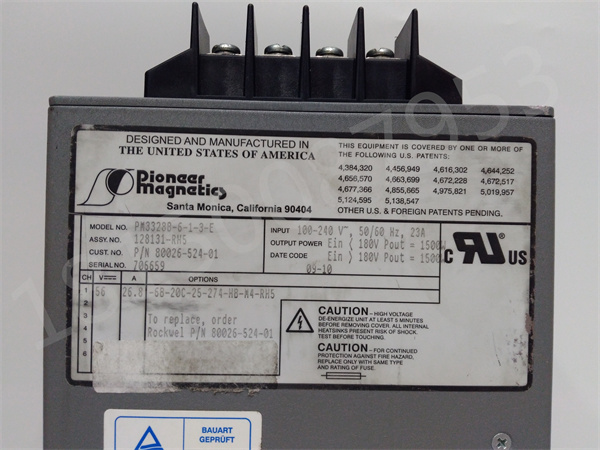 DESIGNED AND MANUFACTURED IN
THE UNITED STATES OF AMERICA
Pioneer
Magnetics
Santa Monica, California 90404
THIS EQUIPMENT IS COVERED BY ONE OR MORE
OF THE FOLLOWING U.S. PATENTS:
4,384,320 4,456,949 4,616,302 4,644,252
4,656,570 4,663,699 4,672,228 4,672,517
4,677,366 4,855,665 4,975,821 5,019,957
5,124,595 5,138,547
OTHER U.S. & FOREIGN PATENTS PENDING
MODEL NO. PM3328B-6-1-3-E
ASSY.NO. 128131-RH5
CUST. NO. P/N 80026-524-01
SERIAL NO. 706659
INPUT 100-240 V~, 50/60 Hz, 23A
OUTPUT POWER Ein < 180V Pout = 1500W
DATE CODE Ein > 180V Pout = 1500
09-10
CH V A OPTIONS
1 56 26.8 -5B-20C-25-274-HB-M4-RH5
2
3 To replace, order
4 Rockwell P/N 80026-524-01
5
6
C UR US
CAUTION – HIGH VOLTAGE
DE-ENERGIZE UNIT AT LEAST 5 MINUTES
BEFORE REMOVING COVER. ALL INTERNAL
HEATSINKS PRESENT RISK OF SHOCK.
TEST BEFORE TOUCHING.
CAUTION – FOR CONTINUED
PROTECTION AGAINST FIRE HAZARD,
REPLACE ONLY WITH SAME TYPE
AND RATING OF FUSE.
BAUART
GEPRÜFT